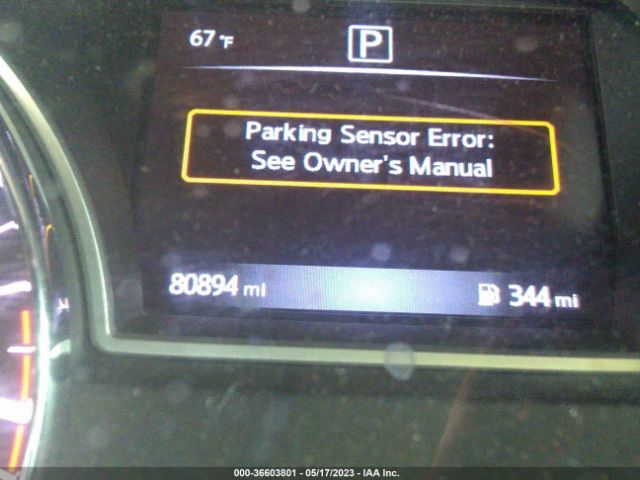 67 °F
P
Parking Sensor Error:
See Owner's Manual
80894 mi
344 mi
000-36603801 - 05/17/2023 - IAA Inc.